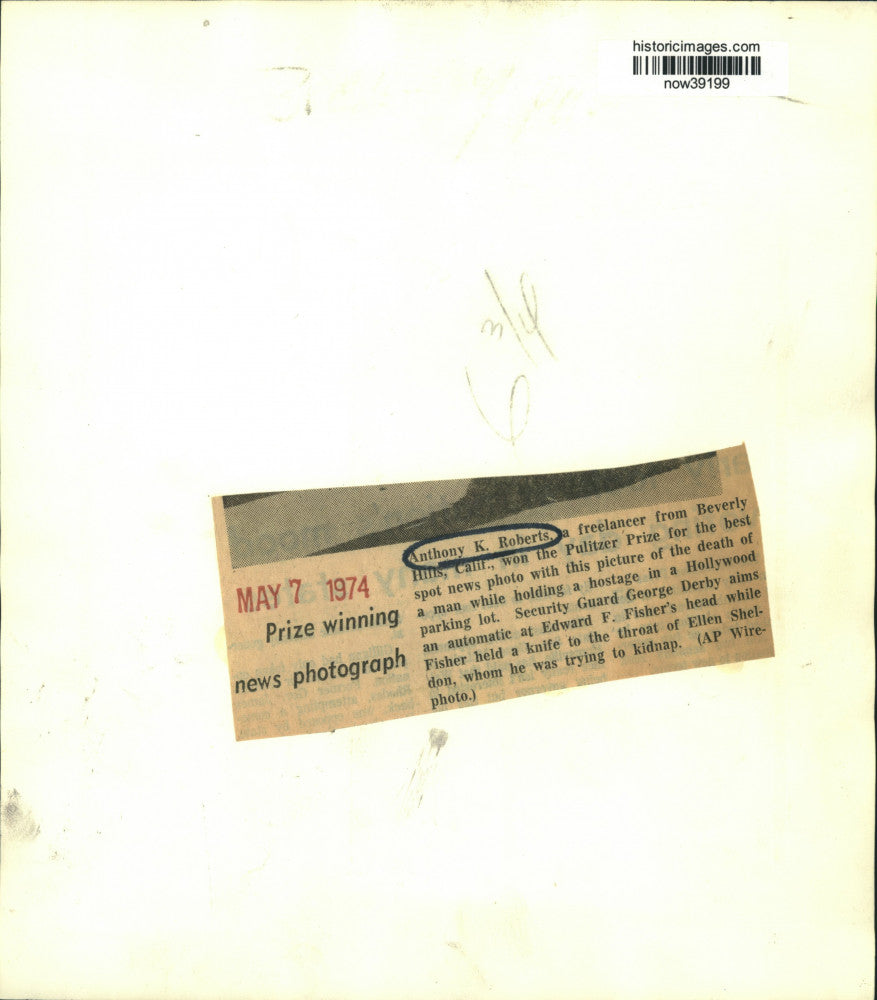 historicimages.com
now39199
6 3/4
MAY 7 1974
Prize winning
news photograph
Anthony K. Roberts, a freelancer from Beverly
Hills, Calif., won the Pulitzer Prize for the best
spot news photo with this picture of the death of
a man while holding a hostage in a Hollywood
parking lot. Security Guard George Derby aims
an automatic at Edward F. Fisher's head while
Fisher held a knife to the throat of Ellen Shel-
don, whom he was trying to kidnap. (AP Wire-
photo.)